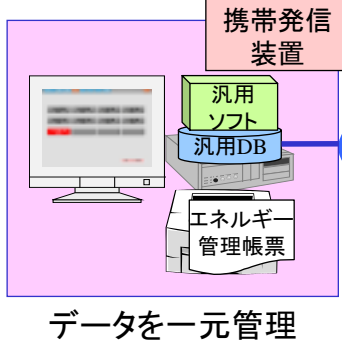 携帯発信
装置
汎用
ソフト
汎用DB
エネルギー
管理帳票
データを一元管理